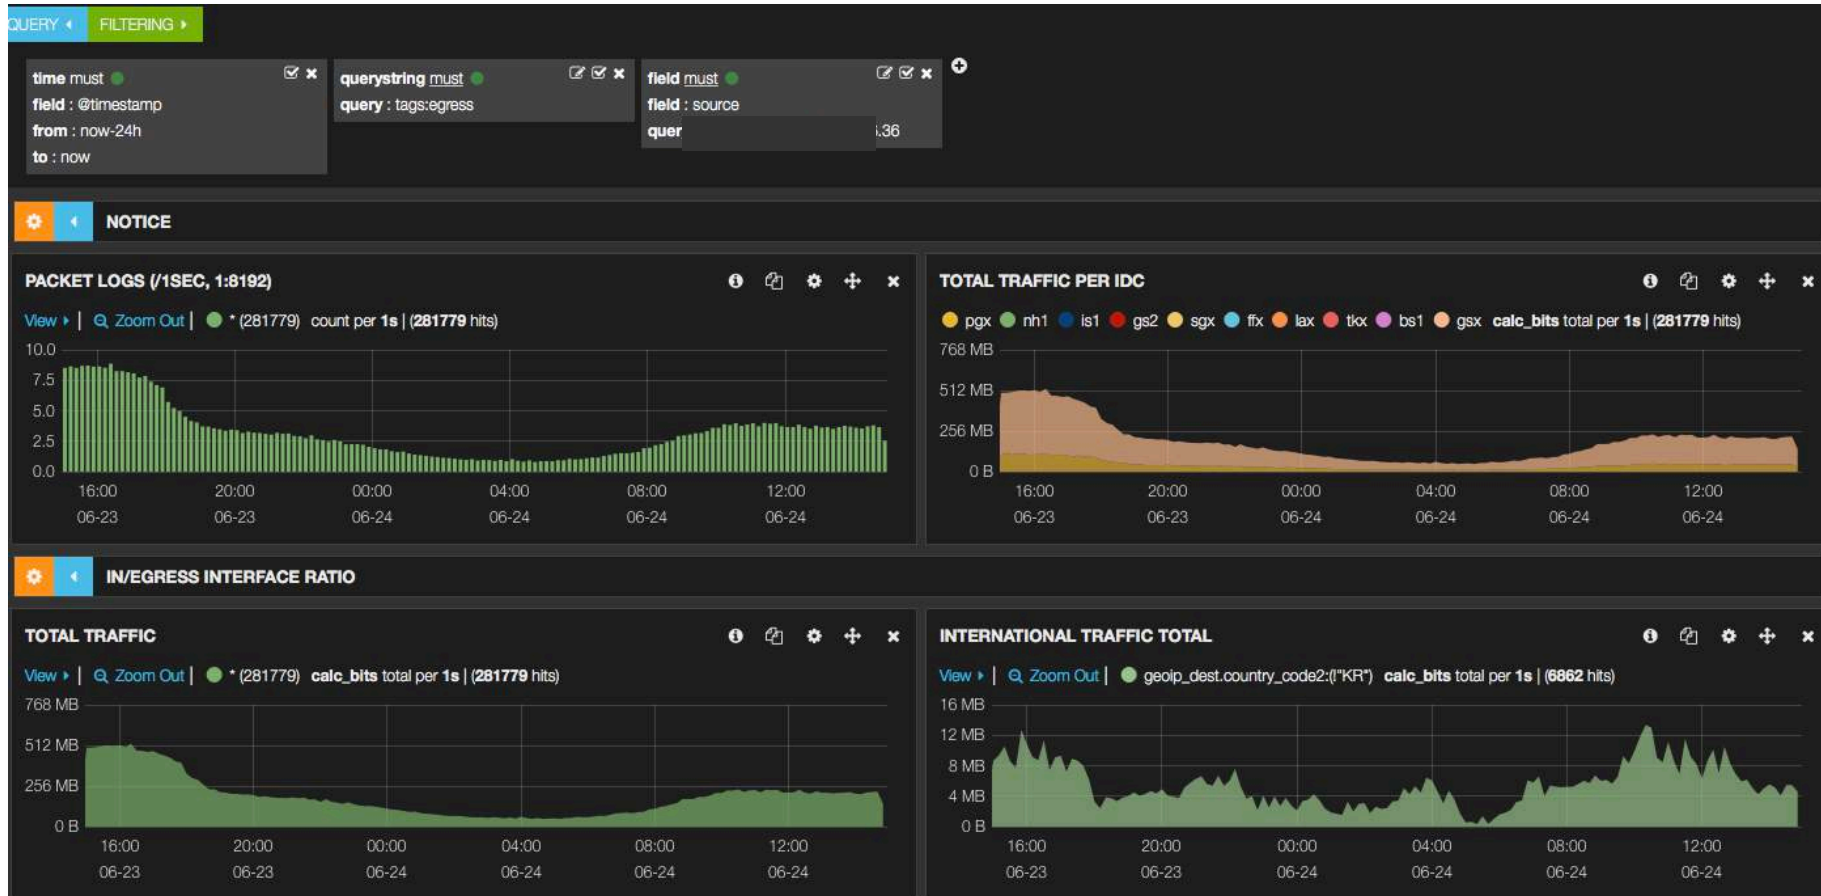 QUERY FILTERING
time must
field : @timestamp
from : now-24h
to : now
querystring must
query : tags:egress
field must
field : source
quer .36
NOTICE
PACKET LOGS (/1SEC, 1:8192)
View | Zoom Out | * (281779) count per 1s | (281779 hits)
10.0
7.5
5.0
2.5
0.0
16:00 20:00 00:00 04:00 08:00 12:00
06-23 06-23 06-24 06-24 06-24 06-24
TOTAL TRAFFIC PER IDC
pgx nh1 is1 gs2 sgx ffx lax tkx bs1 gsx calc_bits total per 1s | (281779 hits)
768 MB
512 MB
256 MB
0 B
16:00 20:00 00:00 04:00 08:00 12:00
06-23 06-23 06-24 06-24 06-24 06-24
IN/EGRESS INTERFACE RATIO
TOTAL TRAFFIC
View | Zoom Out | * (281779) calc_bits total per 1s | (281779 hits)
768 MB
512 MB
256 MB
0 B
16:00 20:00 00:00 04:00 08:00 12:00
06-23 06-23 06-24 06-24 06-24 06-24
INTERNATIONAL TRAFFIC TOTAL
View | Zoom Out | geoip_dest.country_code2:(!"KR") calc_bits total per 1s | (6862 hits)
16 MB
12 MB
8 MB
4 MB
0 B
16:00 20:00 00:00 04:00 08:00 12:00
06-23 06-23 06-24 06-24 06-24 06-24